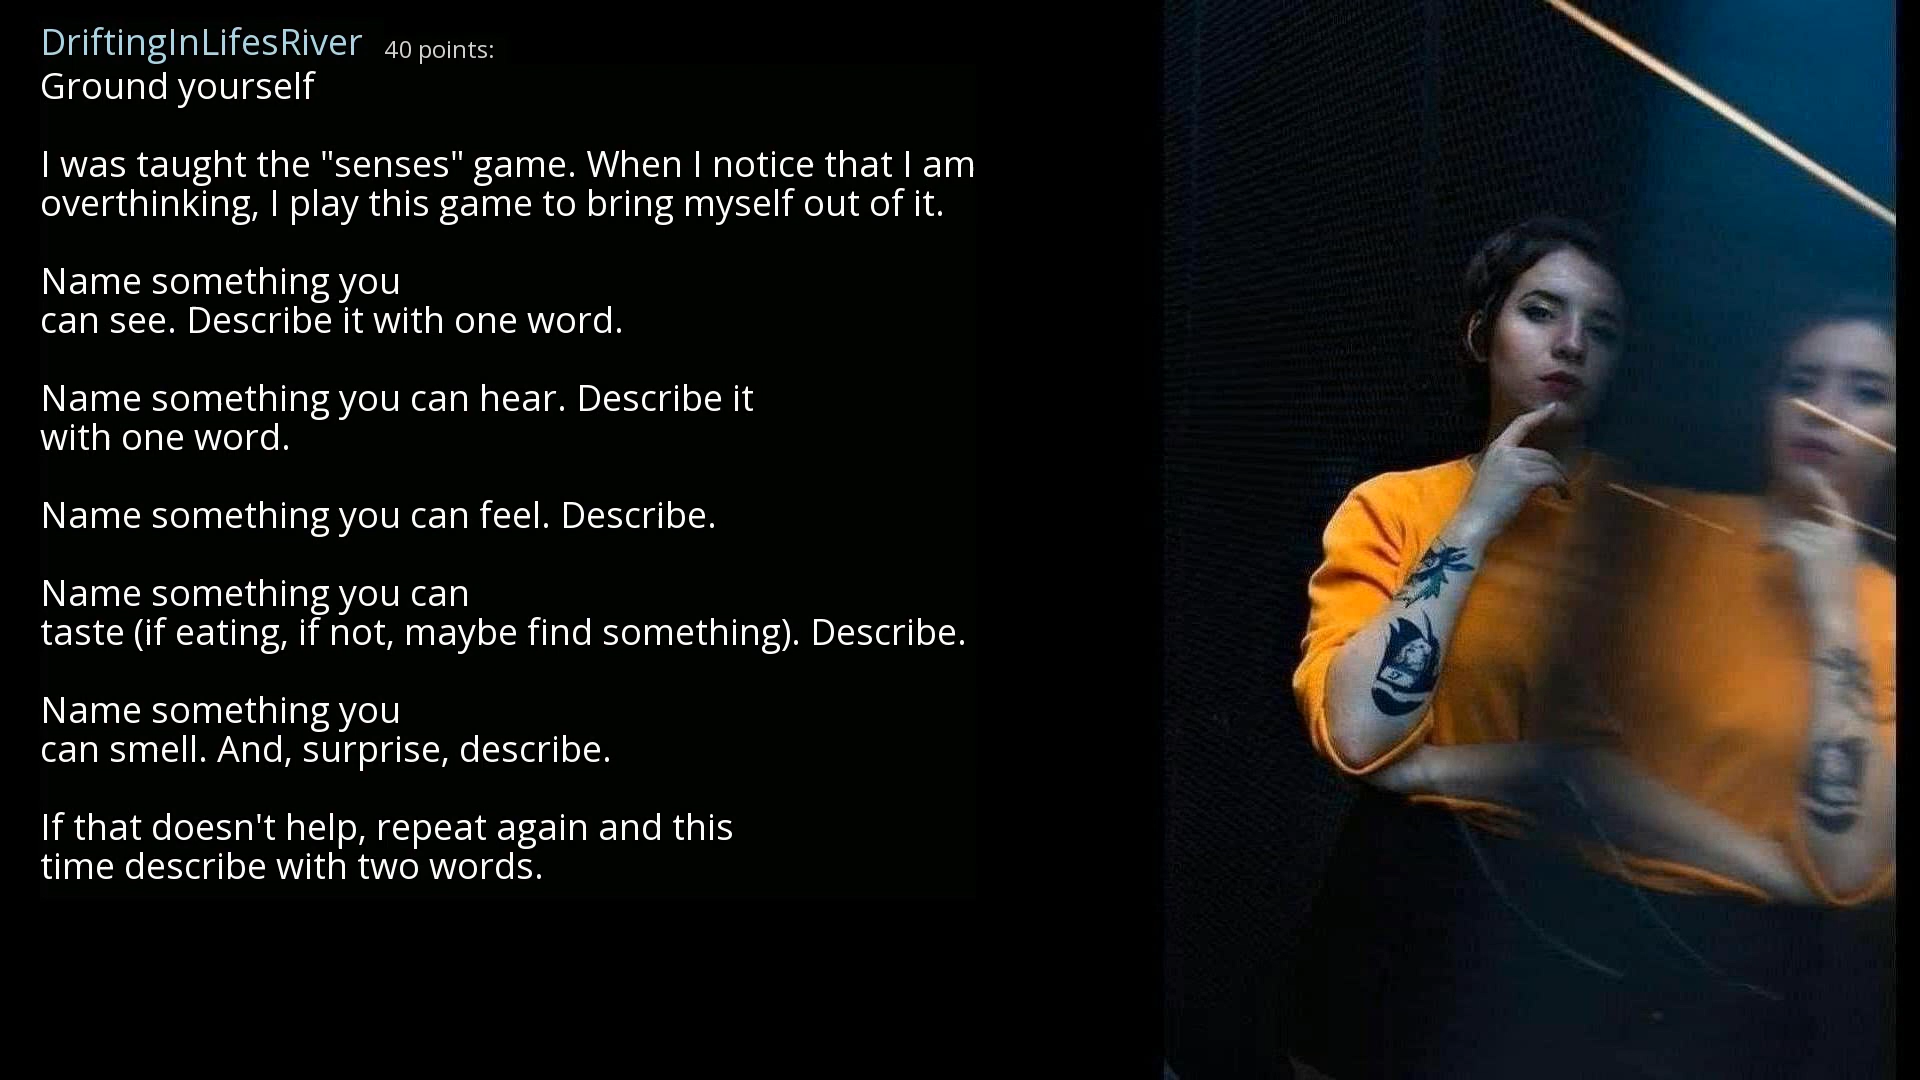 DriftingInLifesRiver 40 points:
Ground yourself
I was taught the "senses" game. When I notice that I am
overthinking, I play this game to bring myself out of it.
Name something you
can see. Describe it with one word.
Name something you can hear. Describe it
with one word.
Name something you can feel. Describe.
Name something you can
taste (if eating, if not, maybe find something). Describe.
Name something you
can smell. And, surprise, describe.
If that doesn't help, repeat again and this
time describe with two words.